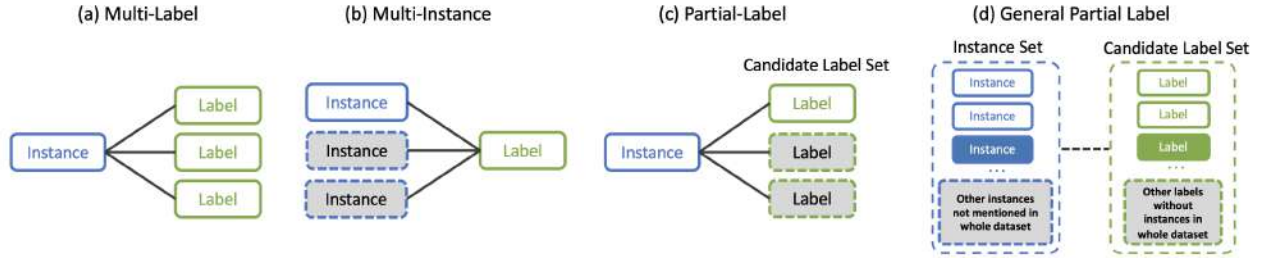 (a) Multi-Label
Instance
Label
Label
Label
(b) Multi-Instance
Instance
Instance
Instance
Label
(c) Partial-Label
Candidate Label Set
Instance
Label
Label
Label
(d) General Partial Label
Instance Set
Instance
Instance
Instance
...
Other instances
not mentioned in
whole dataset
Candidate Label Set
Label
Label
Label
...
Other labels
without
instances in
whole dataset